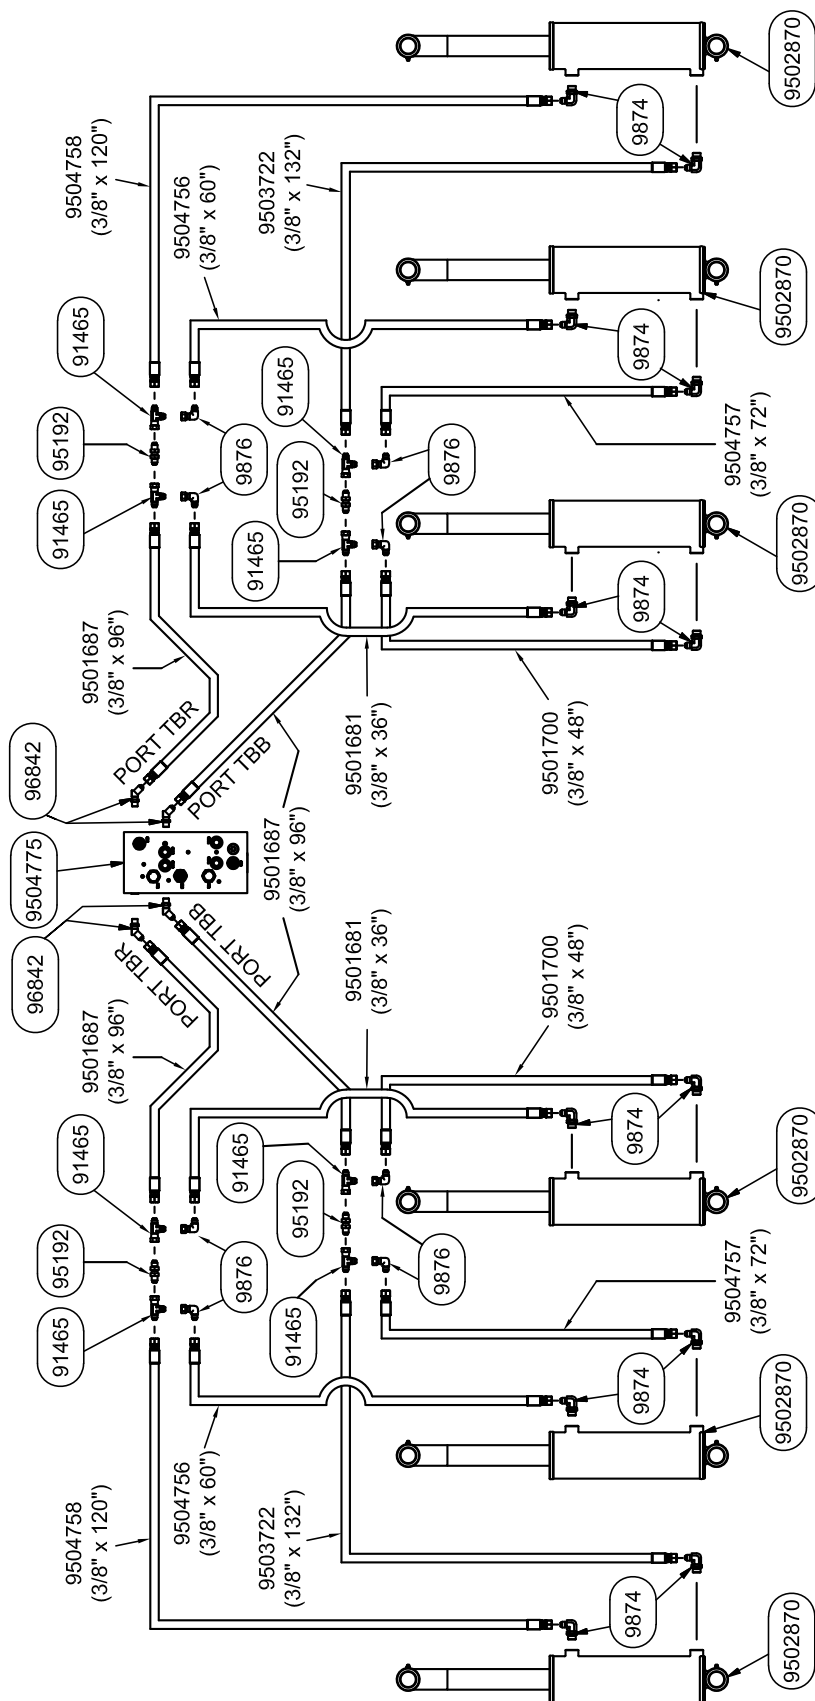 96842
9504775
96842
9504758
(3/8" x 120")
91465
95192
91465
9501687
(3/8" x 96")
PORT TBR
PORT TBR
9501687
(3/8" x 96")
91465
95192
91465
9504758
(3/8" x 120")
9504756
(3/8" x 60")
9876
PORT TBB
PORT TBB
9876
9504756
(3/8" x 60")
9503722
(3/8" x 132")
91465
95192
91465
9501687
(3/8" x 96")
91465
95192
91465
9503722
(3/8" x 132")
9501681
(3/8" x 36")
9501681
(3/8" x 36")
9876
9876
9501700
(3/8" x 48")
9501700
(3/8" x 48")
9874
9874
9874
9874
9874
9874
9504757
(3/8" x 72")
9504757
(3/8" x 72")
9502870
9502870
9502870
9502870
9502870
9502870